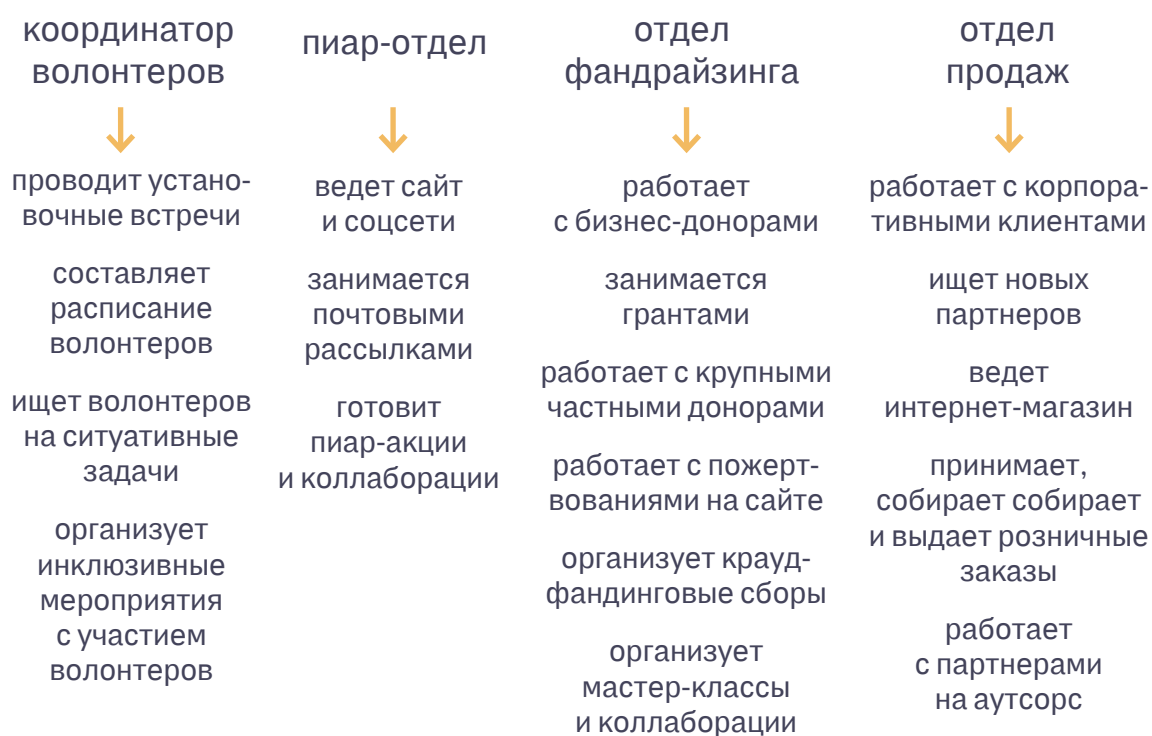 координатор
волонтеров
проводит устано-
вочные встречи
составляет
расписание
волонтеров
ищет волонтеров
на ситуативные
задачи
организует
инклюзивные
мероприятия
с участием
волонтеров
пиар-отдел
ведет сайт
и соцсети
занимается
почтовыми
рассылками
готовит
пиар-акции
и коллаборации
отдел
фандрайзинга
работает
с бизнес-донорами
занимается
грантами
работает с крупными
частными донорами
работает с пожерт-
вованиями на сайте
организует крауд-
фандинговые сборы
организует
мастер-классы
и коллаборации
отдел
продаж
работает с корпора-
тивными клиентами
ищет новых
партнеров
ведет
интернет-магазин
принимает,
собирает собирает
и выдает розничные
заказы
работает
с партнерами
на аутсорс